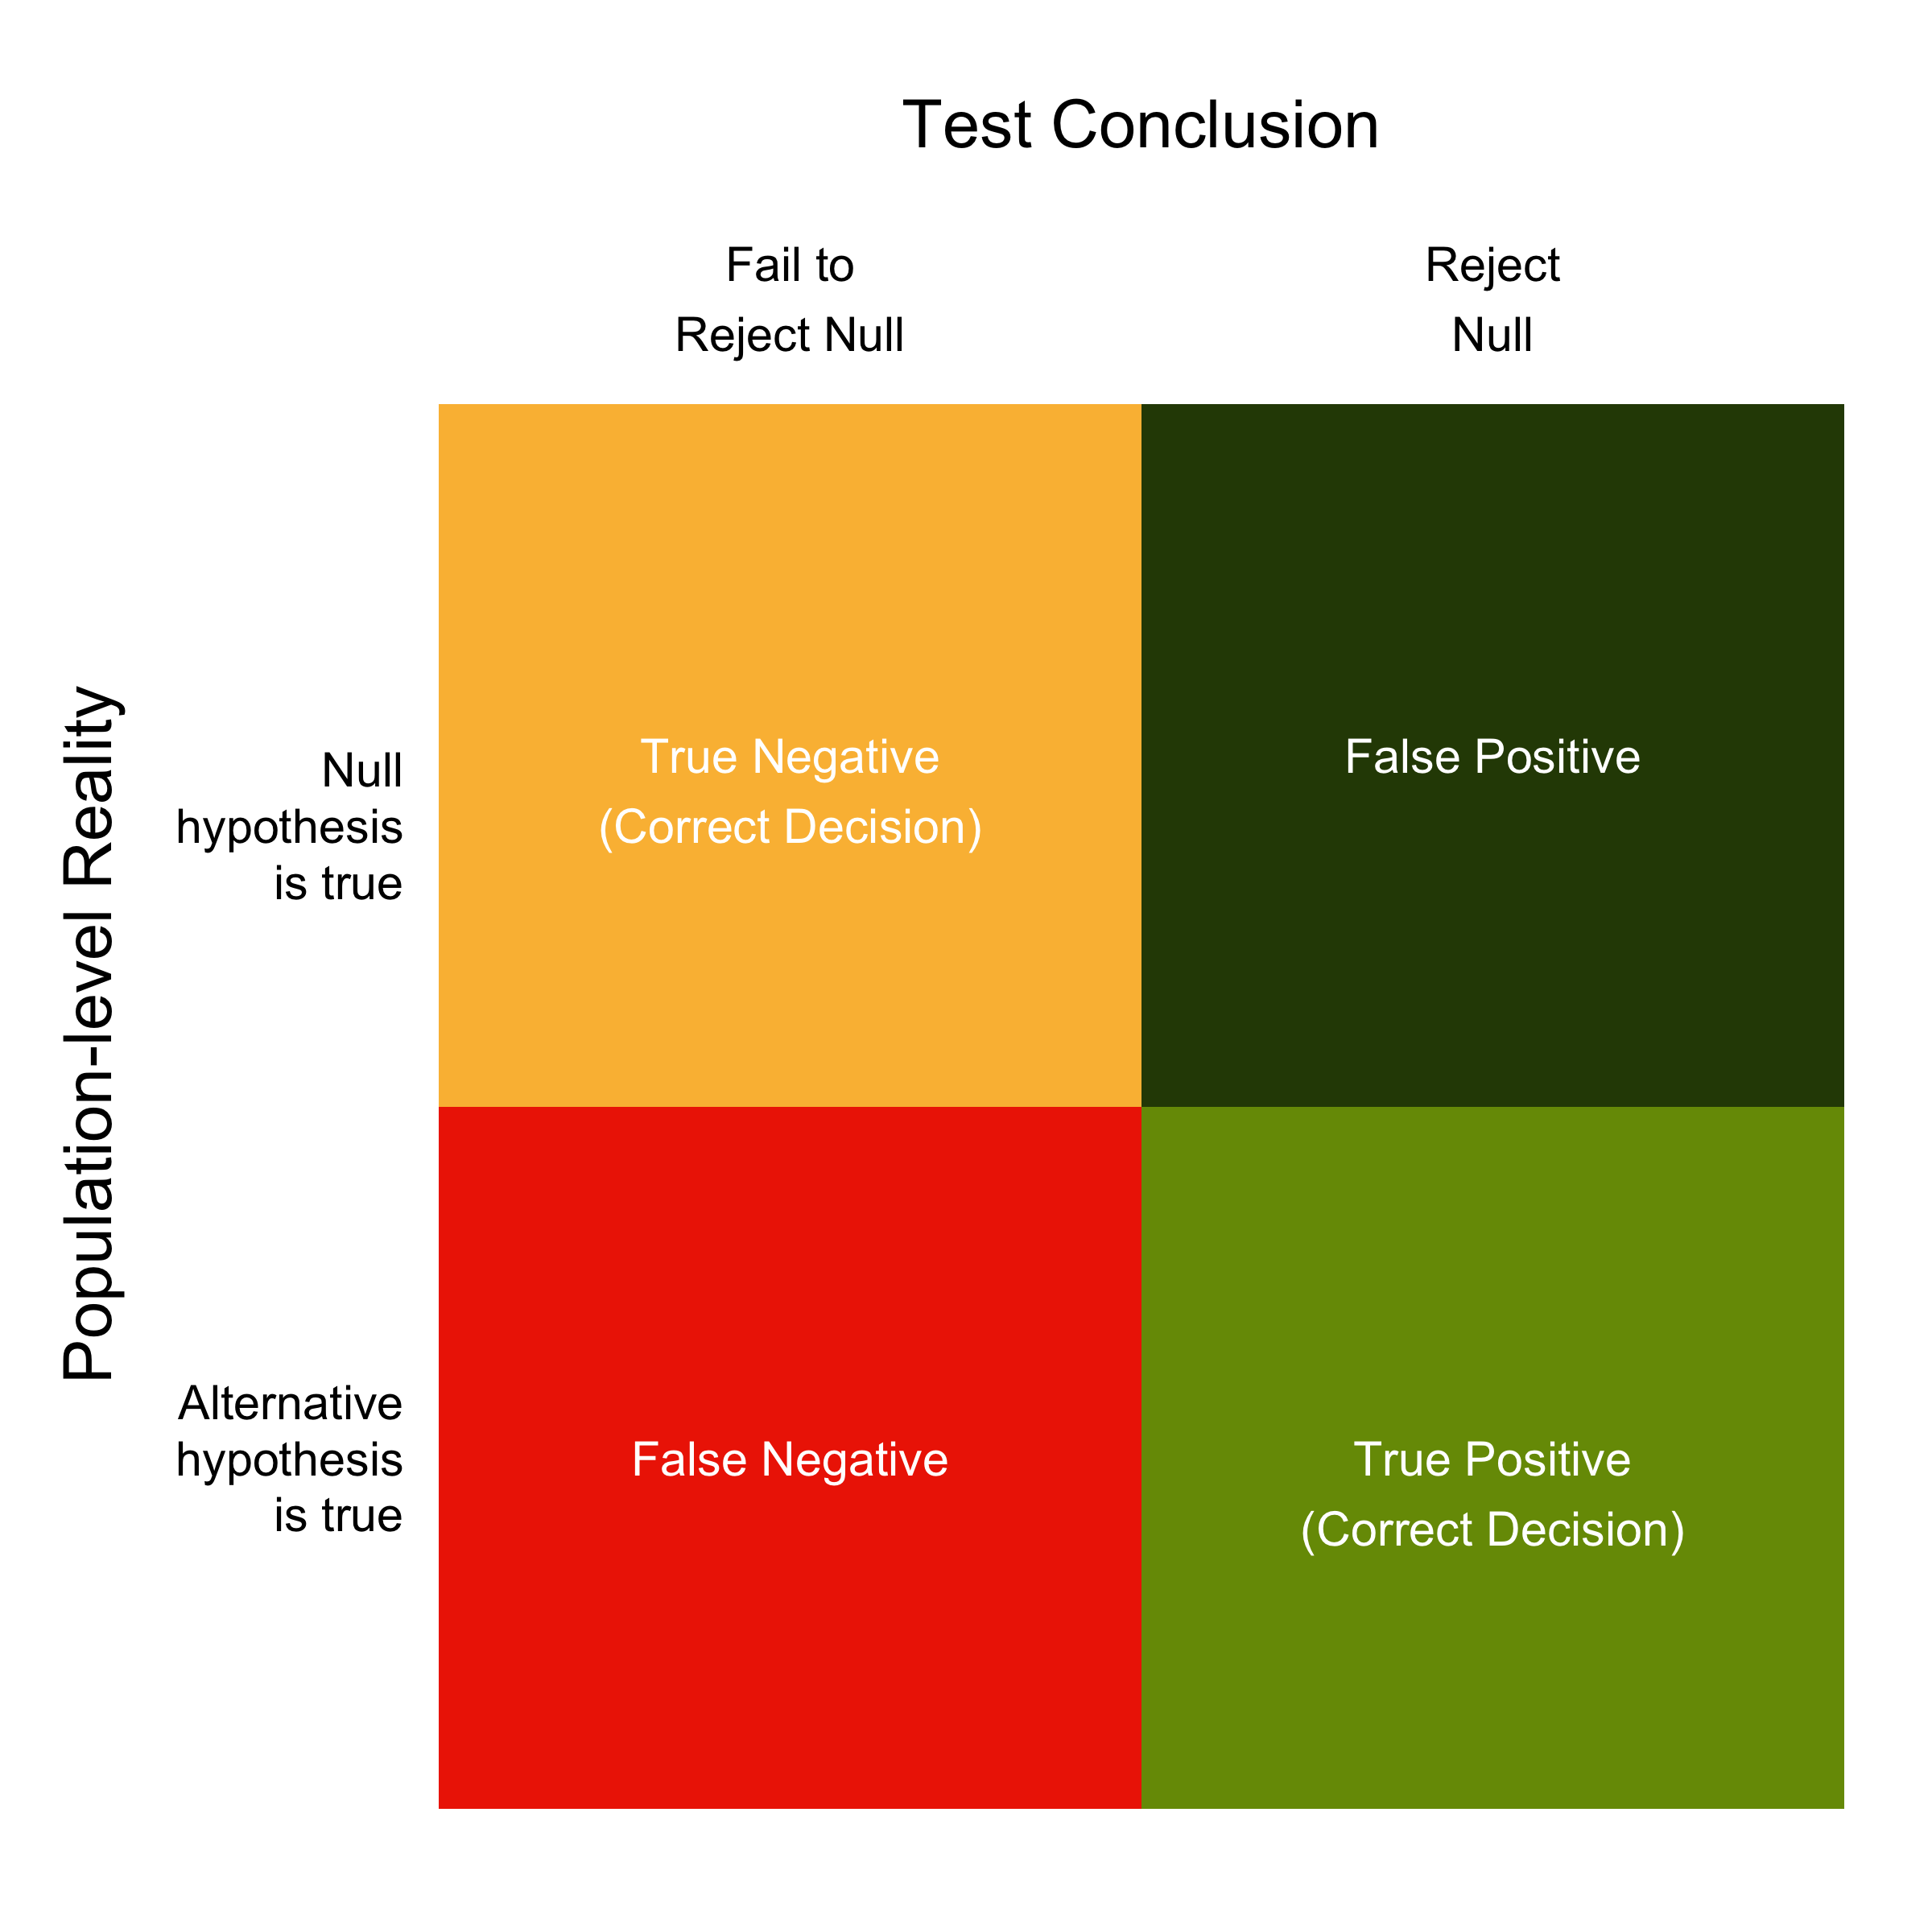 Test Conclusion
Fail to
Reject Null
Reject
Null
Population-level Reality
Null
hypothesis
is true
True Negative
(Correct Decision)
False Positive
Alternative
hypothesis
is true
False Negative
True Positive
(Correct Decision)